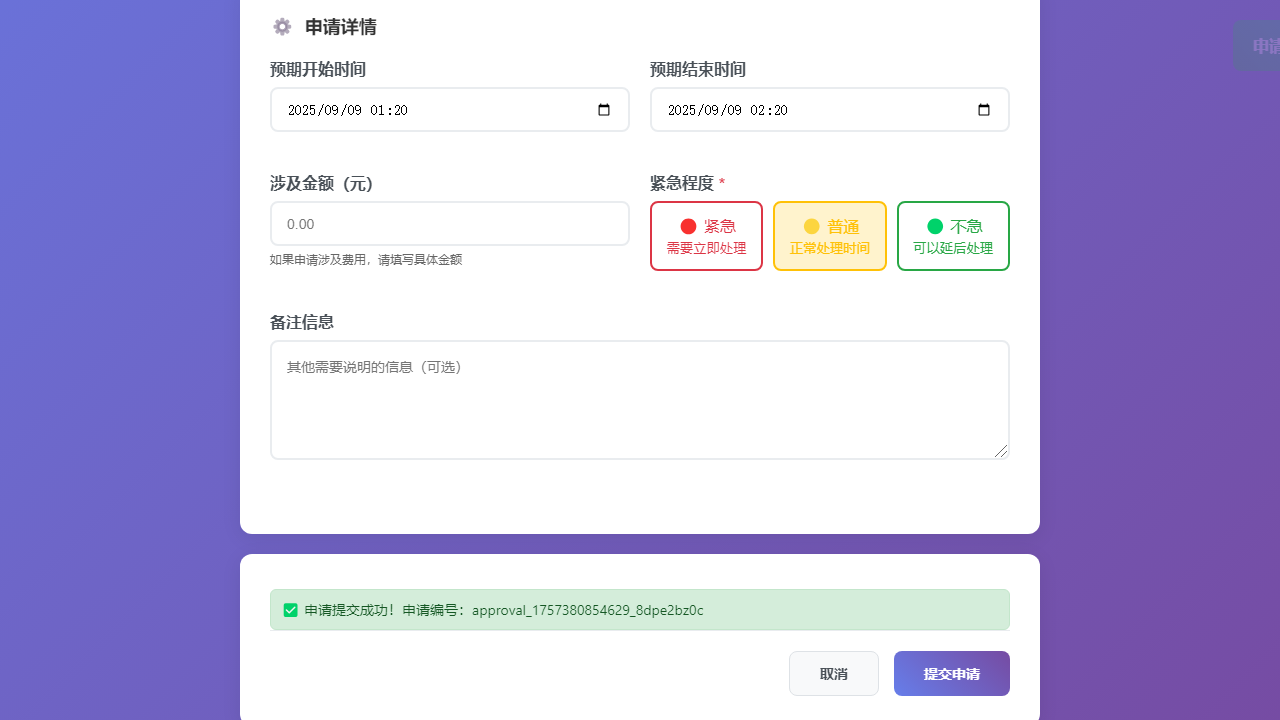 申请详情
预期开始时间
预期结束时间
2025/09/09 01:20
2025/09/09 02:20
涉及金额（元）
紧急程度 *
0.00
紧急
需要立即处理
普通
正常处理时间
不急
可以延后处理
如果申请涉及费用，请填写具体金额
备注信息
其他需要说明的信息（可选）
申请提交成功！申请编号：approval_1757380854629_8dpe2bz0c
取消
提交申请
申请